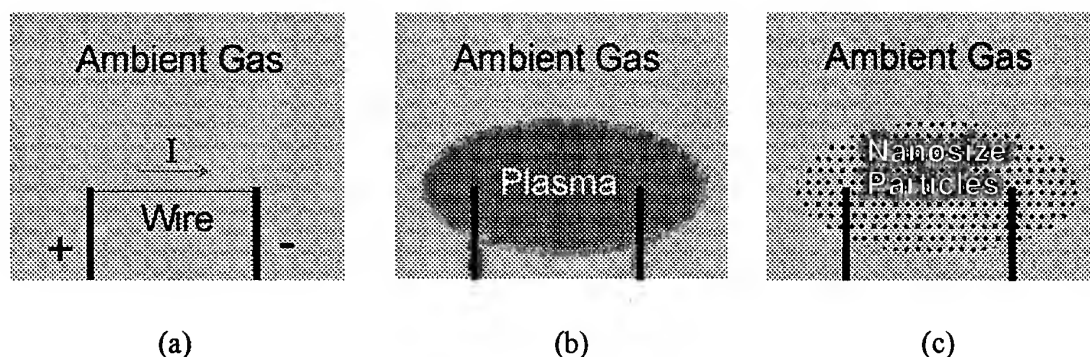 Ambient Gas
I
Wire
+ -
(a)
Ambient Gas
Plasma
(b)
Ambient Gas
Nanosize
Particles
(c)